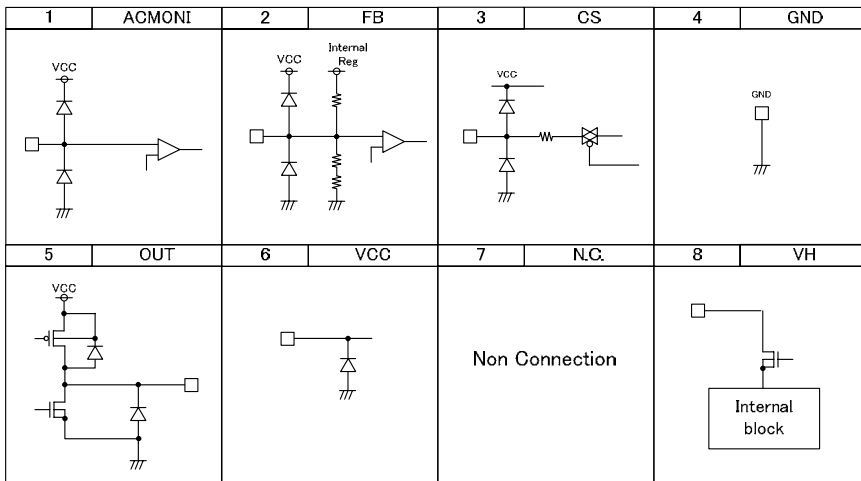 1 ACMONI 2 FB 3 CS 4 GND
VCC
VCC
Internal
Reg
VCC
GND
5 OUT 6 VCC 7 N.C. 8 VH
VCC
Non Connection
Internal
block